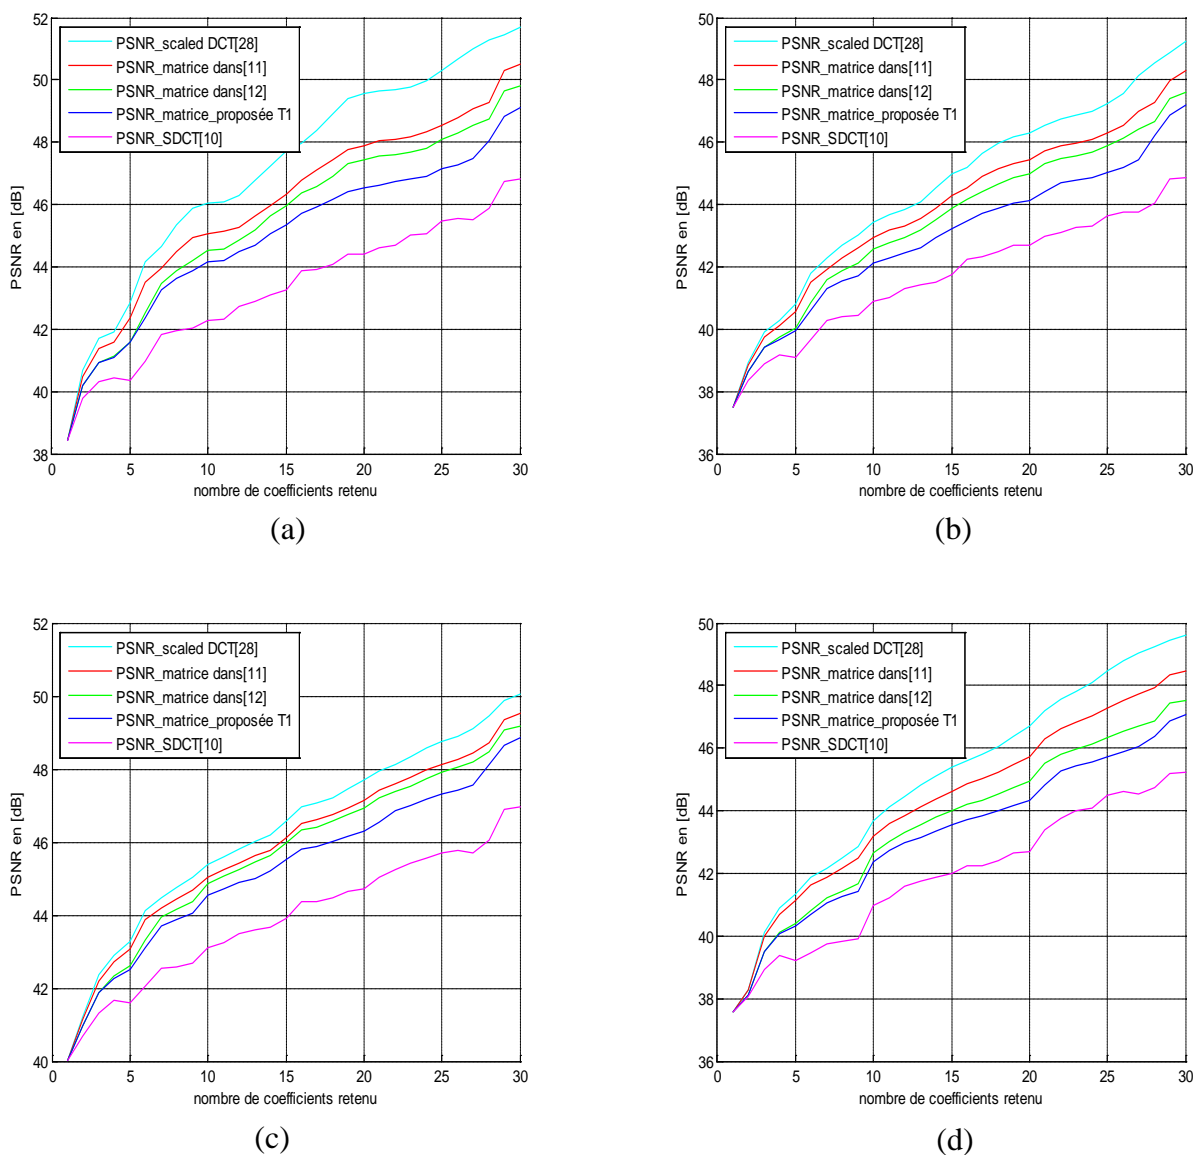 52
50
48
46
44
42
40
38
PSNR en [dB]
PSNR_scaled DCT[28]
PSNR_matrice dans[11]
PSNR_matrice dans[12]
PSNR_matrice_proposée T1
PSNR_SDCT[10]
0 5 10 15 20 25 30
nombre de coefficients retenu
(a)
50
48
46
44
42
40
38
36
PSNR en [dB]
PSNR_scaled DCT[28]
PSNR_matrice dans[11]
PSNR_matrice dans[12]
PSNR_matrice_proposée T1
PSNR_SDCT[10]
0 5 10 15 20 25 30
nombre de coefficients retenu
(b)
52
50
48
46
44
42
40
PSNR en [dB]
PSNR_scaled DCT[28]
PSNR_matrice dans[11]
PSNR_matrice dans[12]
PSNR_matrice_proposée T1
PSNR_SDCT[10]
0 5 10 15 20 25 30
nombre de coefficients retenu
(c)
50
48
46
44
42
40
38
36
PSNR en [dB]
PSNR_scaled DCT[28]
PSNR_matrice dans[11]
PSNR_matrice dans[12]
PSNR_matrice_proposée T1
PSNR_SDCT[10]
0 5 10 15 20 25 30
nombre de coefficients retenu
(d)